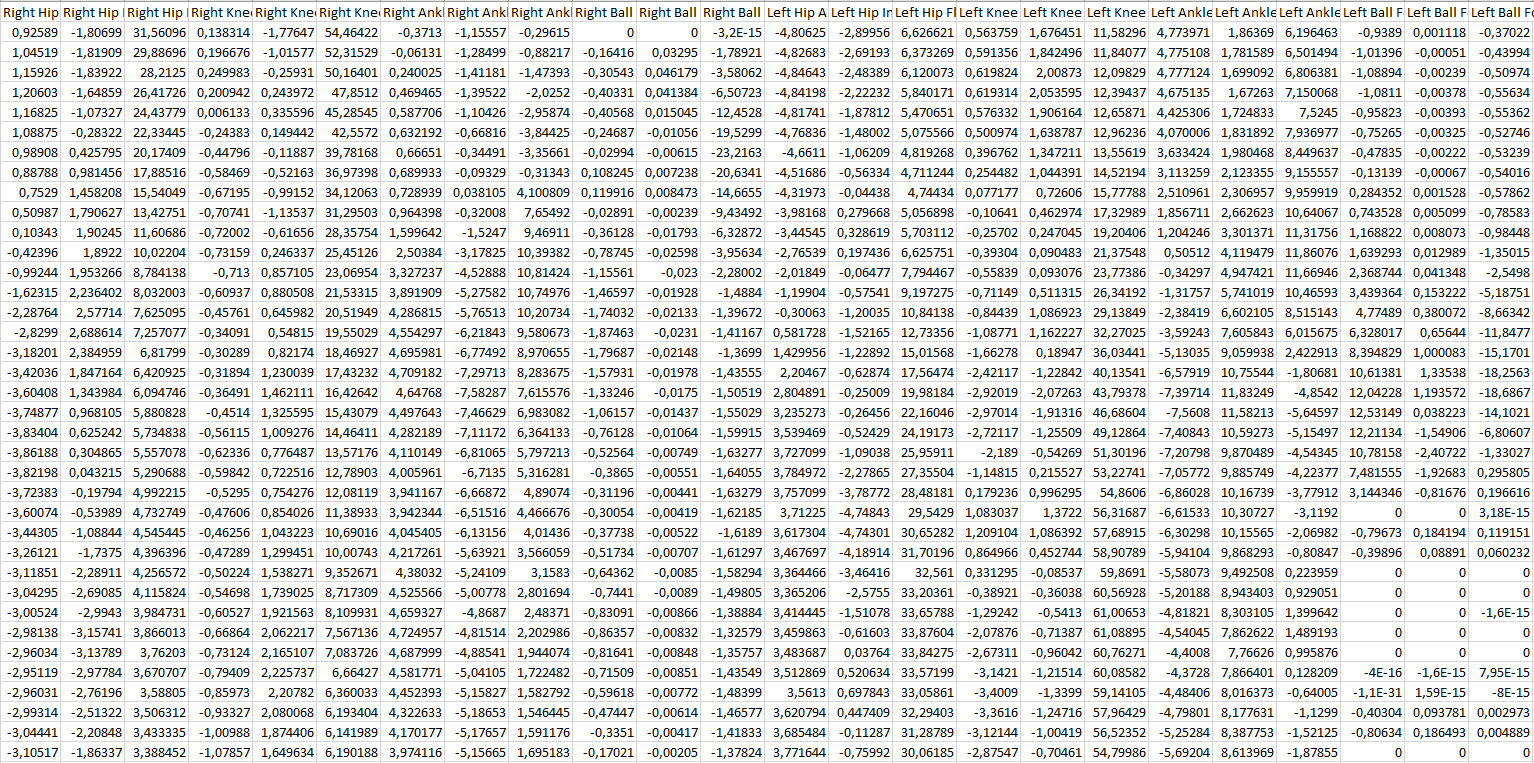 Right Hip Right Hip Right Hip Right Knee Right Knee Right Knee Right Ankl Right Ankl Right Ankl Right Ball Right Ball Right Ball Left Hip A Left Hip In Left Hip Fl Left Knee Left Knee Left Knee Left Ankle Left Ankle Left Ankle Left Ball F Left Ball F Left Ball Fo
0,92589 -1,80699 31,56096 0,138314 -1,77647 54,46422 -0,3713 -1,15557 -0,29615 0 0 -3,2E-15 -4,80625 -2,89956 6,626621 0,563759 1,676451 11,58296 4,773971 1,86369 6,196463 -0,9389 0,001118 -0,37022
1,04519 -1,81909 29,88696 0,196676 -1,01577 52,31529 -0,06131 -1,28499 -0,88217 -0,16416 0,03295 -1,78921 -4,82683 -2,69193 6,373269 0,591356 1,842496 11,84077 4,775108 1,781589 6,501494 -1,01396 -0,00051 -0,43994
1,15926 -1,83922 28,2125 0,249983 -0,25931 50,16401 0,240025 -1,41181 -1,47393 -0,30543 0,046179 -3,58062 -4,84643 -2,48389 6,120073 0,619824 2,00873 12,09829 4,777124 1,699092 6,806381 -1,08894 -0,00239 -0,50974
1,20603 -1,64859 26,41726 0,200942 0,243972 47,8512 0,469465 -1,39522 -2,0252 -0,40331 0,041384 -6,50723 -4,84198 -2,22232 5,840171 0,619314 2,053595 12,39437 4,675135 1,67263 7,150068 -1,0811 -0,00378 -0,55634
1,16825 -1,07327 24,43779 0,006133 0,335596 45,28545 0,587706 -1,10426 -2,95874 -0,40568 0,015045 -12,4528 -4,81741 -1,87812 5,470651 0,576332 1,906164 12,65871 4,425306 1,724833 7,5245 -0,95823 -0,00393 -0,55362
1,08875 -0,28322 22,33445 -0,24383 0,149442 42,5572 0,632192 -0,66816 -3,84425 -0,24687 -0,01056 -19,5299 -4,76836 -1,48002 5,075566 0,500974 1,638787 12,96236 4,070006 1,831892 7,936977 -0,75265 -0,00325 -0,52746
0,98908 0,425795 20,17409 -0,44796 -0,11887 39,78168 0,66651 -0,34491 -3,35661 -0,02994 -0,00615 -23,2163 -4,6611 -1,06209 4,819268 0,396762 1,347211 13,55619 3,633424 1,980468 8,449637 -0,47835 -0,00222 -0,53239
0,88788 0,981456 17,88516 -0,58469 -0,52163 36,97398 0,689933 -0,09329 -0,31343 0,108245 0,007238 -20,6341 -4,51686 -0,56334 4,711244 0,254482 1,044391 14,52194 3,113259 2,123355 9,155557 -0,13139 -0,00067 -0,54016
0,7529 1,458208 15,54049 -0,67195 -0,99152 34,12063 0,728939 0,038105 4,100809 0,119916 0,008473 -14,6655 -4,31973 -0,04438 4,74434 0,077177 0,72606 15,77788 2,510961 2,306957 9,959919 0,284352 0,001528 -0,57862
0,50987 1,790627 13,42751 -0,70741 -1,13537 31,29503 0,964398 -0,32008 7,65492 -0,02891 -0,00239 -9,43492 -3,98168 0,279668 5,056898 -0,10641 0,462974 17,32989 1,856711 2,662623 10,64067 0,743528 0,005099 -0,78583
0,10343 1,90245 11,60686 -0,72002 -0,61656 28,35754 1,599642 -1,5247 9,46911 -0,36128 -0,01793 -6,32872 -3,44545 0,328619 5,703112 -0,25702 0,247045 19,20406 1,204246 3,301371 11,31756 1,168822 0,008073 -0,98448
-0,42396 1,8922 10,02204 -0,73159 0,246337 25,45126 2,50384 -3,17825 10,39382 -0,78745 -0,02598 -3,95634 -2,76539 0,197436 6,625751 -0,39304 0,090483 21,37548 0,50512 4,119479 11,86076 1,639293 0,012989 -1,35015
-0,99244 1,953266 8,784138 -0,713 0,857105 23,06954 3,327237 -4,52888 10,81424 -1,15561 -0,023 -2,28002 -2,01849 -0,06477 7,794467 -0,55839 0,093076 23,77386 -0,34297 4,947421 11,66946 2,368744 0,041348 -2,5498
-1,62315 2,236402 8,032003 -0,60937 0,880508 21,53315 3,891909 -5,27582 10,74976 -1,46597 -0,01928 -1,4884 -1,19904 -0,57541 9,197275 -0,71149 0,511315 26,34192 -1,31757 5,741019 10,46593 3,439364 0,153222 -5,18751
-2,28764 2,57714 7,625095 -0,45761 0,645982 20,51949 4,286815 -5,76513 10,20734 -1,74032 -0,02133 -1,39672 -0,30063 -1,20035 10,84138 -0,84439 1,086923 29,13849 -2,38419 6,602105 8,515143 4,77489 0,380072 -8,66342
-2,8299 2,688614 7,257077 -0,34091 0,54815 19,55029 4,554297 -6,21843 9,580673 -1,87463 -0,0231 -1,41167 0,581728 -1,52165 12,73356 -1,08771 1,162227 32,27025 -3,59243 7,605843 6,015675 6,328017 0,65644 -11,8477
-3,18201 2,384959 6,81799 -0,30289 0,82174 18,46927 4,695981 -6,77492 8,970655 -1,79687 -0,02148 -1,3699 1,429956 -1,22892 15,01568 -1,66278 0,18947 36,03441 -5,13035 9,059938 2,422913 8,394829 1,000083 -15,1701
-3,42036 1,847164 6,420925 -0,31894 1,230039 17,43232 4,709182 -7,29713 8,283675 -1,57931 -0,01978 -1,43555 2,20467 -0,62874 17,56474 -2,42117 -1,22842 40,13541 -6,57919 10,75544 -1,80681 10,61381 1,33538 -18,2563
-3,60408 1,343984 6,094746 -0,36491 1,462111 16,42642 4,64768 -7,58287 7,615576 -1,33246 -0,0175 -1,50519 2,804891 -0,25009 19,98184 -2,92019 -2,07263 43,79378 -7,39714 11,83249 -4,8542 12,04228 1,193572 -18,6867
-3,74877 0,968105 5,880828 -0,4514 1,325595 15,43079 4,497643 -7,46629 6,983082 -1,06157 -0,01437 -1,55029 3,235273 -0,26456 22,16046 -2,97014 -1,91316 46,68604 -7,5608 11,58213 -5,64597 12,53149 0,038223 -14,1021
-3,83404 0,625242 5,734838 -0,56115 1,009276 14,46411 4,282189 -7,11172 6,364133 -0,76128 -0,01064 -1,59915 3,539469 -0,52429 24,19173 -2,72117 -1,25509 49,12864 -7,40843 10,59273 -5,15497 12,21134 -1,54906 -6,80607
-3,86188 0,304865 5,557078 -0,62336 0,776487 13,57176 4,110149 -6,81065 5,797213 -0,52564 -0,00749 -1,63277 3,727099 -1,09038 25,95911 -2,189 -0,54269 51,30196 -7,20798 9,870489 -4,54345 10,78158 -2,40722 -1,33027
-3,82198 0,043215 5,290688 -0,59842 0,722516 12,78903 4,005961 -6,7135 5,316281 -0,3865 -0,00551 -1,64055 3,784972 -2,27865 27,35504 -1,14815 0,215527 53,22741 -7,05772 9,885749 -4,22377 7,481555 -1,92683 0,295805
-3,72383 -0,19794 4,992215 -0,5295 0,754276 12,08119 3,941167 -6,66872 4,89074 -0,31196 -0,00441 -1,63279 3,757099 -3,78772 28,48181 0,179236 0,996295 54,8606 -6,86028 10,16739 -3,77912 3,144346 -0,81676 0,196616
-3,60074 -0,53989 4,732749 -0,47606 0,854026 11,38933 3,942344 -6,51516 4,466676 -0,30054 -0,00419 -1,62185 3,71225 -4,74843 29,5429 1,083037 1,3722 56,31687 -6,61533 10,30727 -3,1192 0 0 3,18E-15
-3,44305 -1,08844 4,545445 -0,46256 1,043223 10,69016 4,045405 -6,13156 4,01436 -0,37738 -0,00522 -1,6189 3,617304 -4,74301 30,65282 1,209104 1,086392 57,68915 -6,30298 10,15565 -2,06982 -0,79673 0,184194 0,119151
-3,26121 -1,7375 4,396396 -0,47289 1,299451 10,00743 4,217261 -5,63921 3,566059 -0,51734 -0,00707 -1,61297 3,467697 -4,18914 31,70196 0,864966 0,452744 58,90789 -5,94104 9,868293 -0,80847 -0,39896 0,08891 0,060232
-3,11851 -2,28911 4,256572 -0,50224 1,538271 9,352671 4,38032 -5,24109 3,1583 -0,64362 -0,0085 -1,58294 3,364466 -3,46416 32,561 0,331295 -0,08537 59,8691 -5,58073 9,492508 0,223959 0 0 0
-3,04295 -2,69085 4,115824 -0,54698 1,739025 8,717309 4,525566 -5,00778 2,801694 -0,7441 -0,0089 -1,49805 3,365206 -2,5755 33,20361 -0,38921 -0,36038 60,56928 -5,20188 8,943403 0,929051 0 0 0
-3,00524 -2,9943 3,984731 -0,60527 1,921563 8,109931 4,659327 -4,8687 2,48371 -0,83091 -0,00866 -1,38884 3,414445 -1,51078 33,65788 -1,29242 -0,5413 61,00653 -4,81821 8,303105 1,399642 0 0 -1,6E-15
-2,98138 -3,15741 3,866013 -0,66864 2,062217 7,567136 4,724957 -4,81514 2,202986 -0,86357 -0,00832 -1,32579 3,459863 -0,61603 33,87604 -2,07876 -0,71387 61,08895 -4,54045 7,862622 1,489193 0 0 0
-2,96034 -3,13789 3,76203 -0,73124 2,165107 7,083726 4,687999 -4,88541 1,944074 -0,81641 -0,00848 -1,35757 3,483687 0,03764 33,84275 -2,67311 -0,96042 60,76271 -4,4008 7,76626 0,995876 0 0 0
-2,95119 -2,97784 3,670707 -0,79409 2,225737 6,66427 4,581771 -5,04105 1,722482 -0,71509 -0,00851 -1,43549 3,512869 0,520634 33,57199 -3,1421 -1,21514 60,08582 -4,3728 7,866401 0,128209 -4E-16 -1,6E-15 7,95E-15
-2,96031 -2,76196 3,58805 -0,85973 2,20782 6,360033 4,452393 -5,15827 1,582792 -0,59618 -0,00772 -1,48399 3,5613 0,697843 33,05861 -3,4009 -1,3399 59,14105 -4,48406 8,016373 -0,64005 -1,1E-31 1,59E-15 -8E-15
-2,99314 -2,51322 3,506312 -0,93327 2,080068 6,193404 4,322633 -5,18653 1,546445 -0,47447 -0,00614 -1,46577 3,620794 0,447409 32,29403 -3,3616 -1,24716 57,96429 -4,79801 8,177631 -1,1299 -0,40304 0,093781 0,002973
-3,04441 -2,20848 3,433335 -1,00988 1,874406 6,141989 4,170177 -5,17657 1,591176 -0,3351 -0,00417 -1,41833 3,685484 -0,11287 31,28789 -3,12144 -1,00419 56,52352 -5,25284 8,387753 -1,52125 -0,80634 0,186493 0,004889
-3,10517 -1,86337 3,388452 -1,07857 1,649634 6,190188 3,974116 -5,15665 1,695183 -0,17021 -0,00205 -1,37824 3,771644 -0,75992 30,06185 -2,87547 -0,70461 54,79986 -5,69204 8,613969 -1,87855 0 0 0